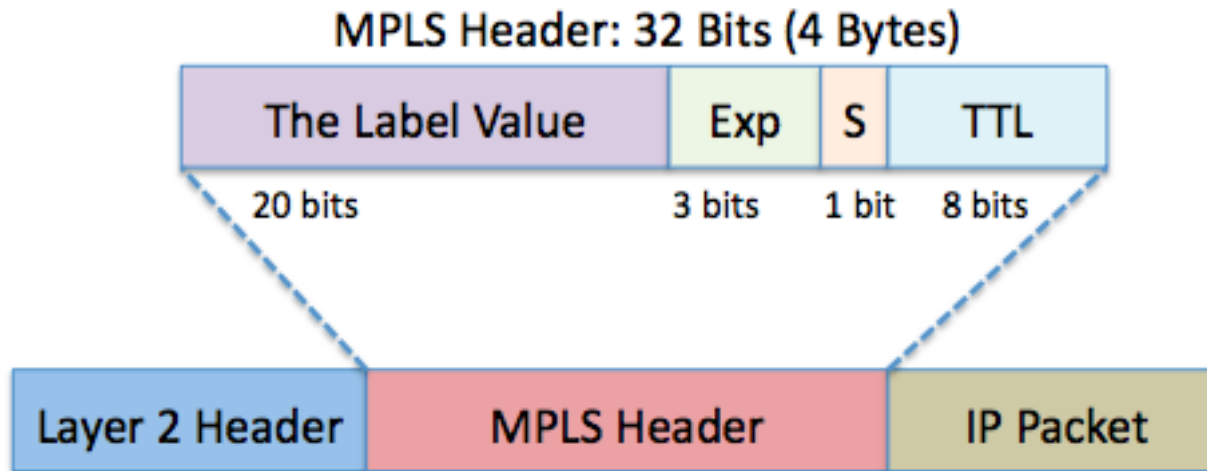 MPLS Header: 32 Bits (4 Bytes)
The Label Value Exp S TTL
20 bits 3 bits 1 bit 8 bits
Layer 2 Header MPLS Header IP Packet